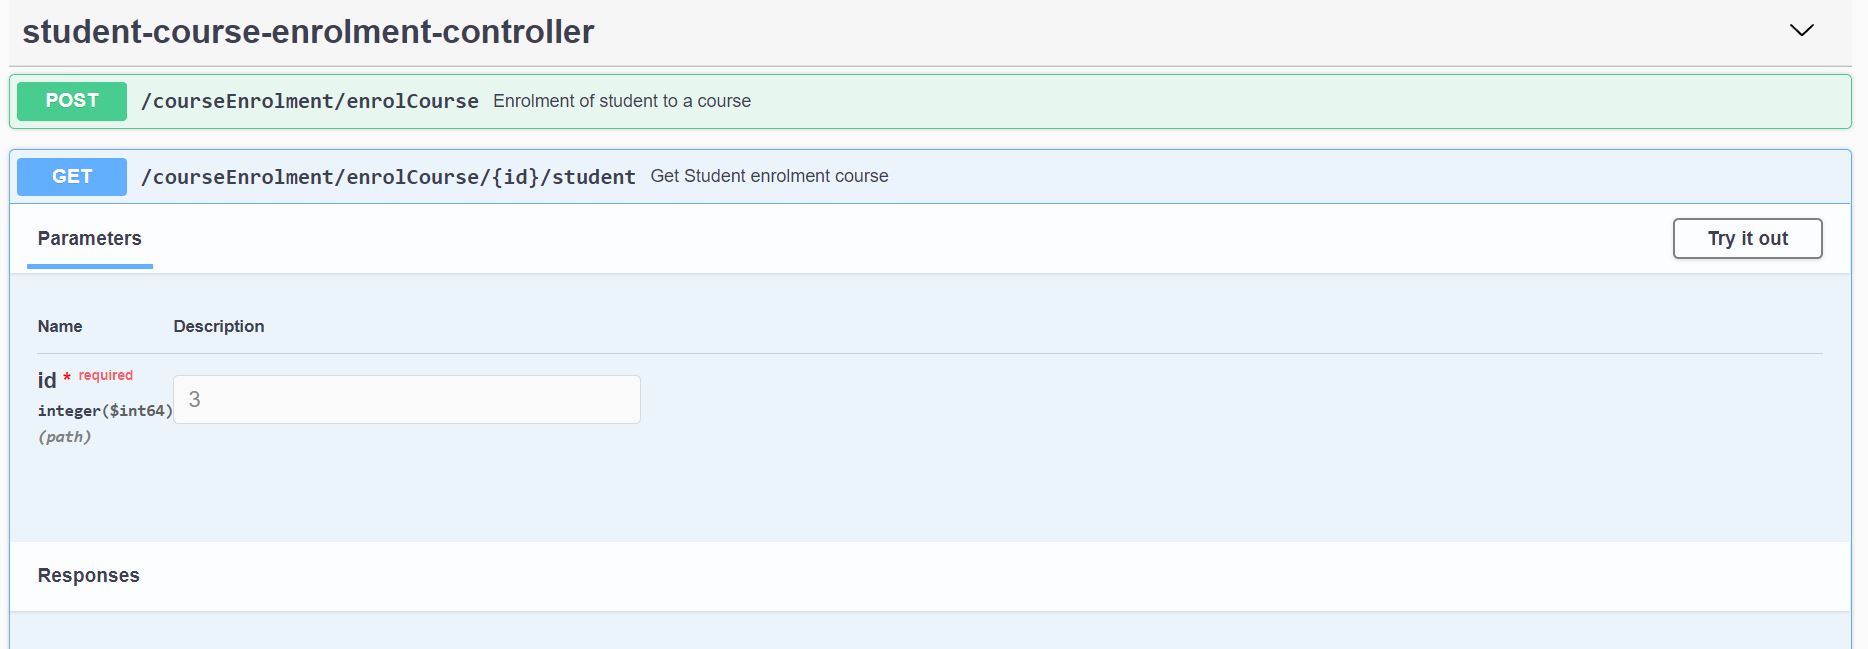 student-course-enrolment-controller
POST /courseEnrolment/enrolCourse Enrolment of student to a course
GET /courseEnrolment/enrolCourse/{id}/student Get Student enrolment course
Parameters Try it out
Name Description
id * required
integer($int64) 3
(path)
Responses